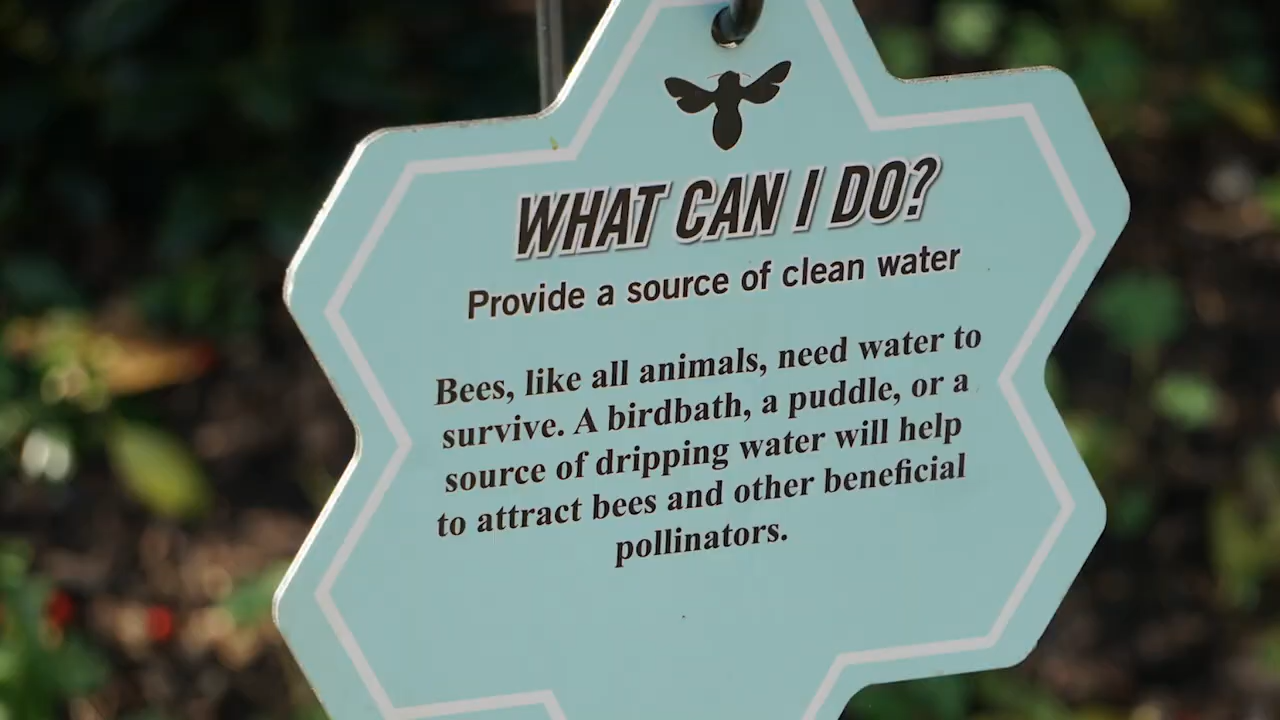 WHAT CAN I DO?
Provide a source of clean water
Bees, like all animals, need water to
survive. A birdbath, a puddle, or a
source of dripping water will help
to attract bees and other beneficial
pollinators.